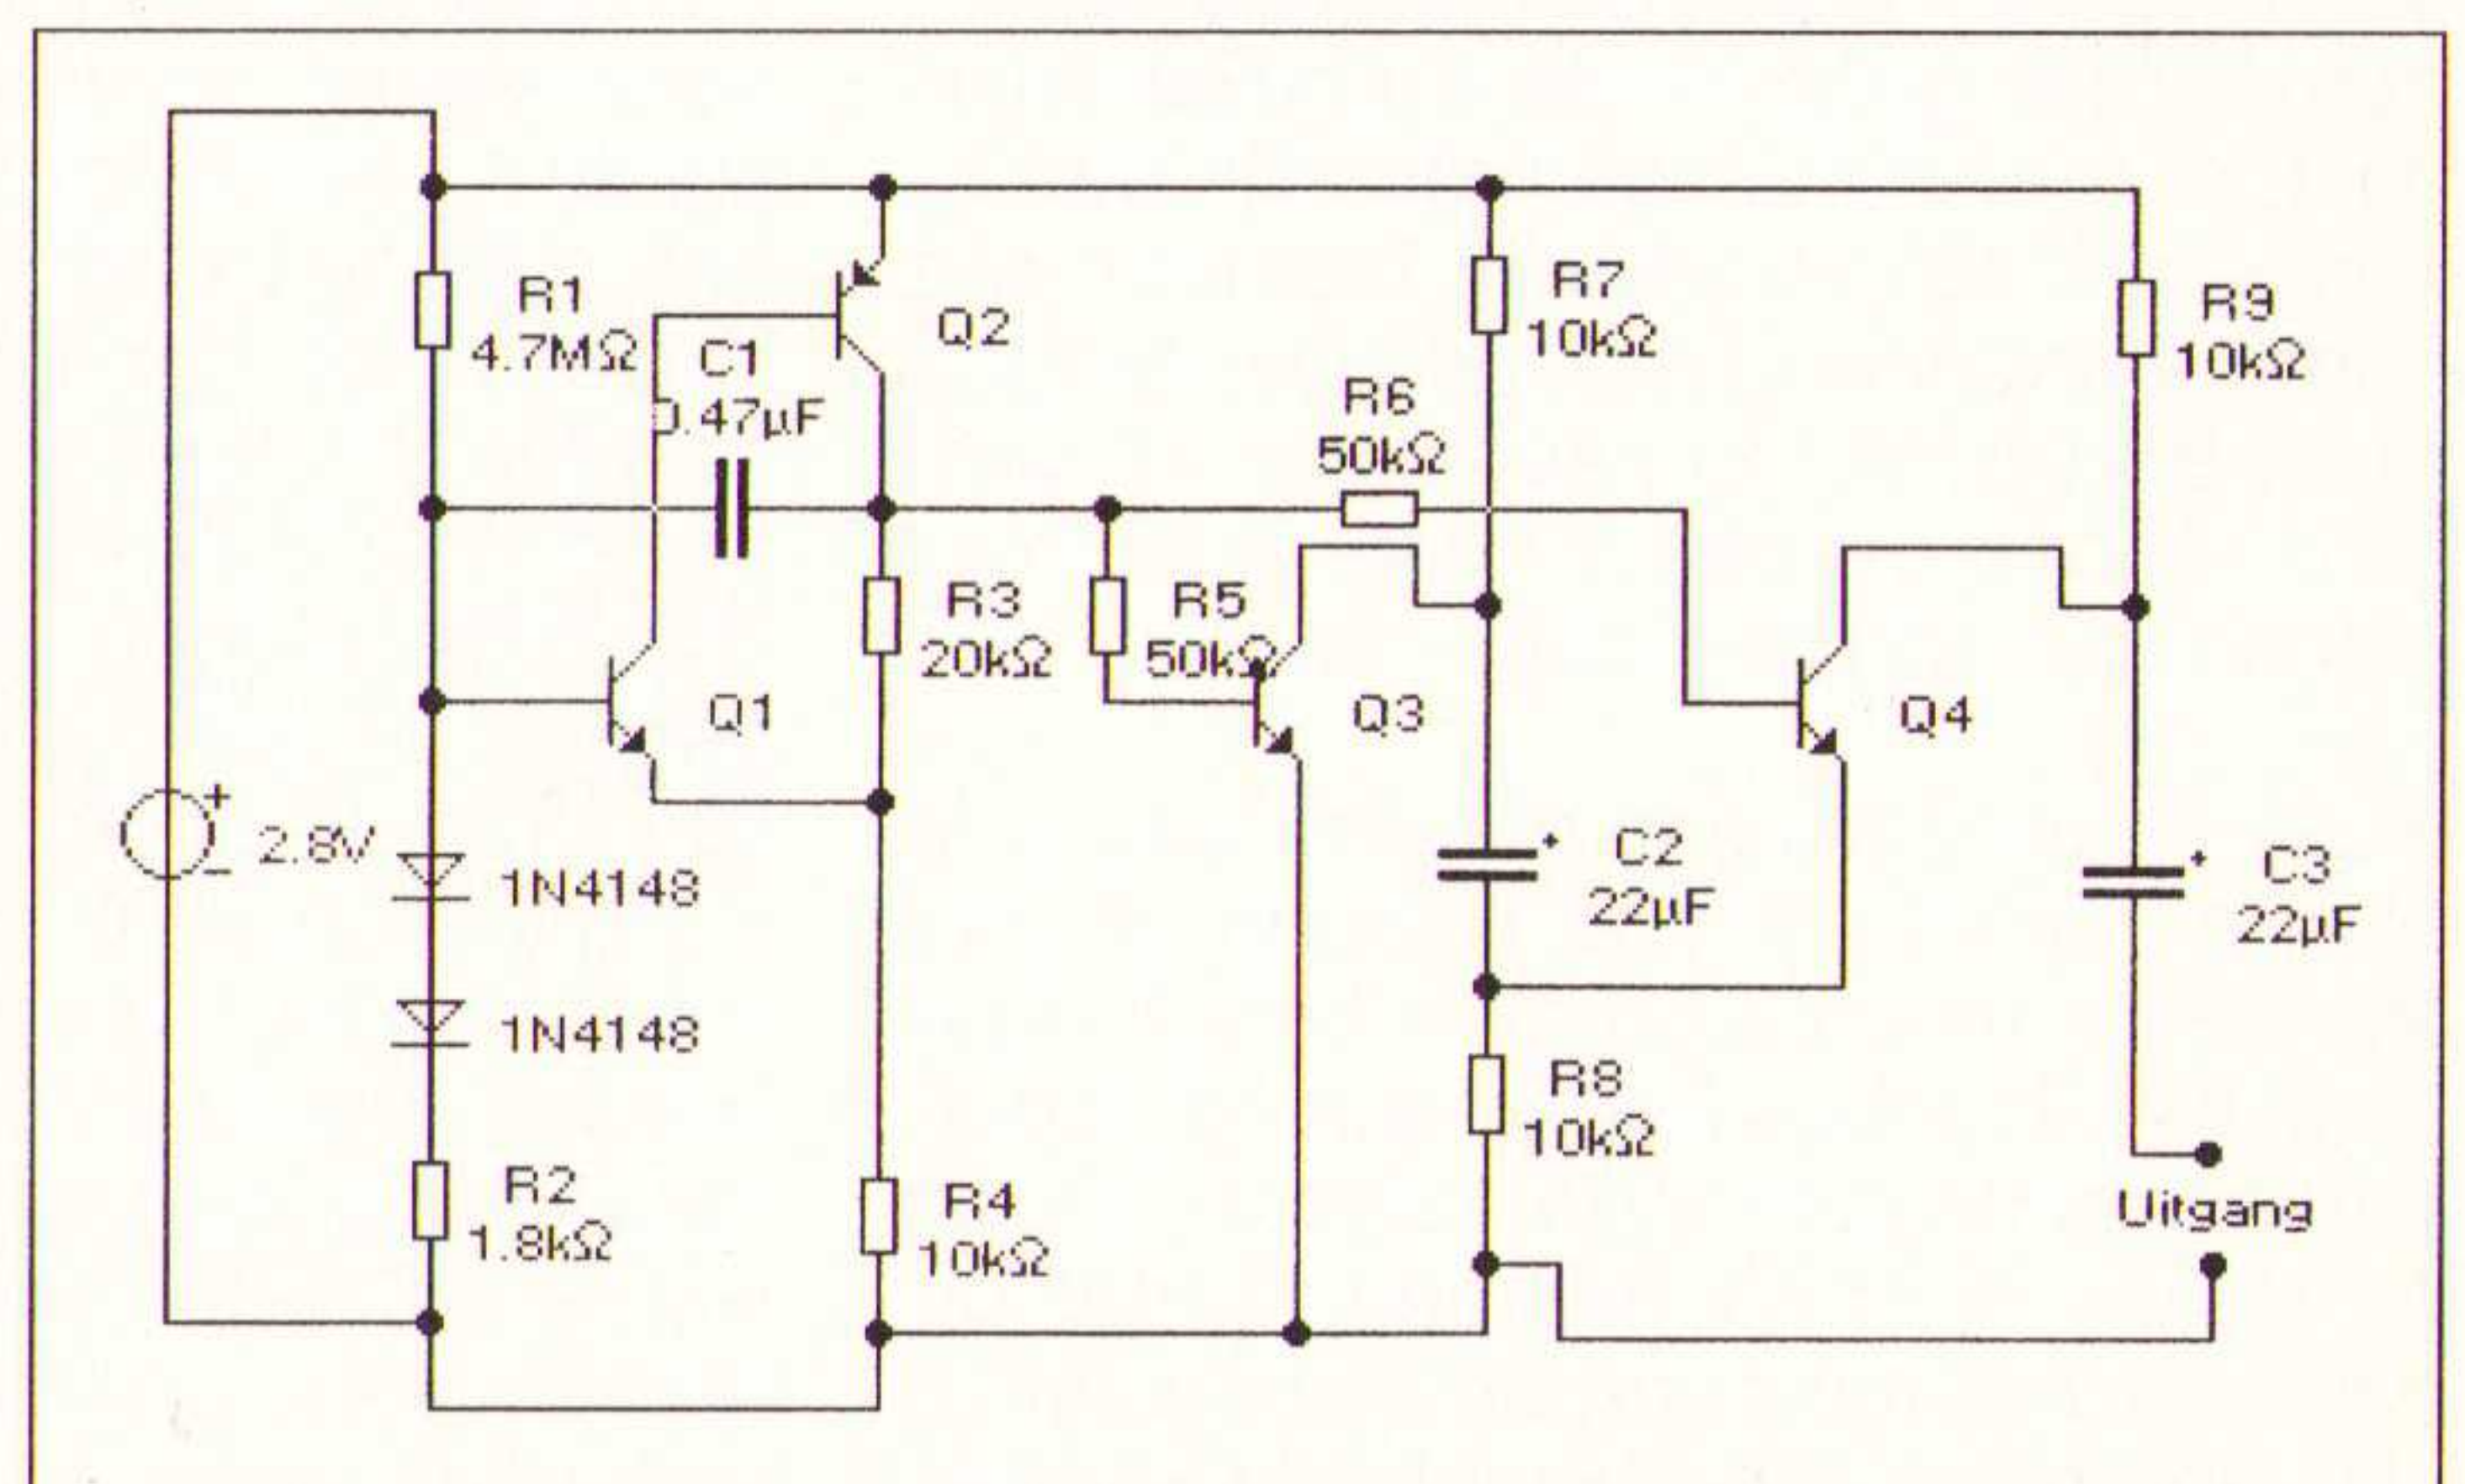 R1
4.7MΩ
C1
0.47µF
Q2
R7
10kΩ
R9
10kΩ
R6
50kΩ
R3
20kΩ
R5
50kΩ
Q1
Q3
Q4
+
2.8V
−
1N4148
1N4148
+
C2
22µF
+
C3
22µF
R2
1.8kΩ
R4
10kΩ
R8
10kΩ
Uitgang